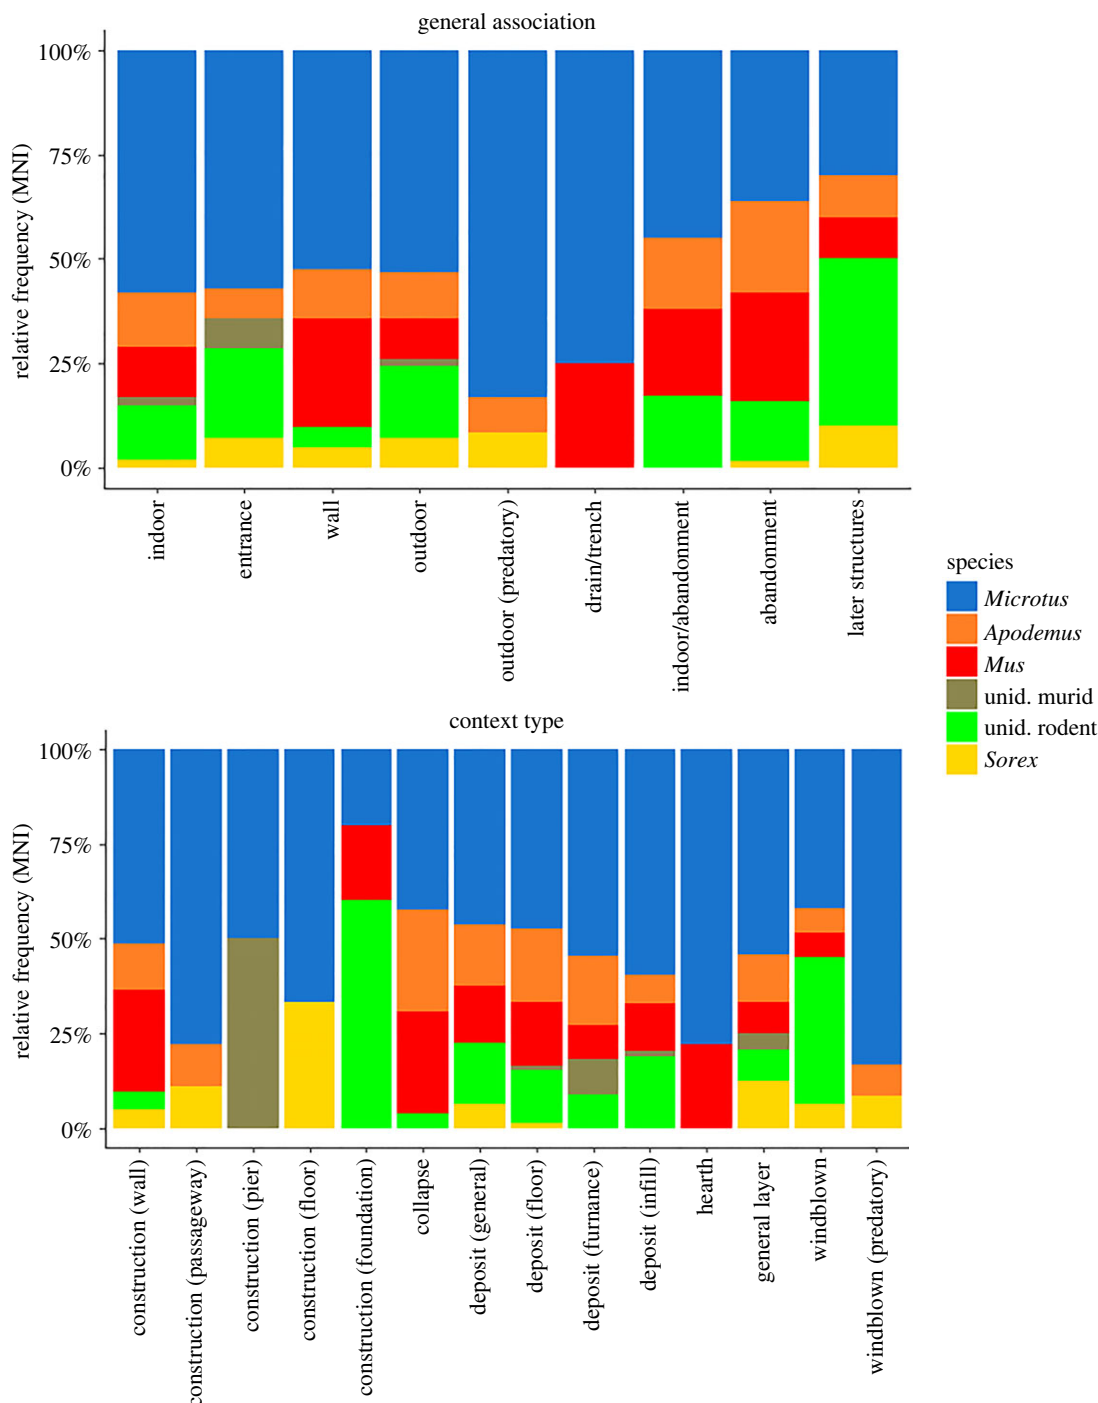 general association
relative frequency (MNI)
100%
75%
50%
25%
0%
indoor
entrance
wall
outdoor
outdoor (predatory)
drain/trench
indoor/abandonment
abandonment
later structures
species
Microtus
Apodemus
Mus
unid. murid
unid. rodent
Sorex
context type
relative frequency (MNI)
100%
75%
50%
25%
0%
construction (wall)
construction (passageway)
construction (pier)
construction (floor)
construction (foundation)
collapse
deposit (general)
deposit (floor)
deposit (furnance)
deposit (infill)
hearth
general layer
windblown
windblown (predatory)